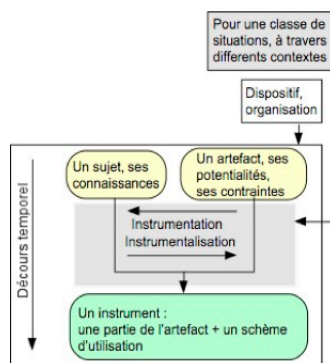 Pour une classe de
situations, à travers
differents contextes
Dispositif,
organisation
Un sujet, ses
connaissances
Un artefact, ses
potentialités,
ses contraintes
Décours temporel
Instrumentation
Instrumentalisation
Un instrument :
une partie de l'artefact + un schème
d'utilisation